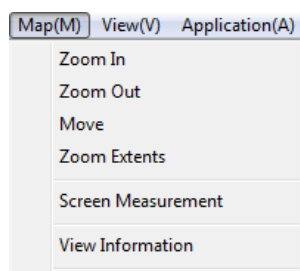 Map(M) View(V) Application(A)
Zoom In
Zoom Out
Move
Zoom Extents
Screen Measurement
View Information